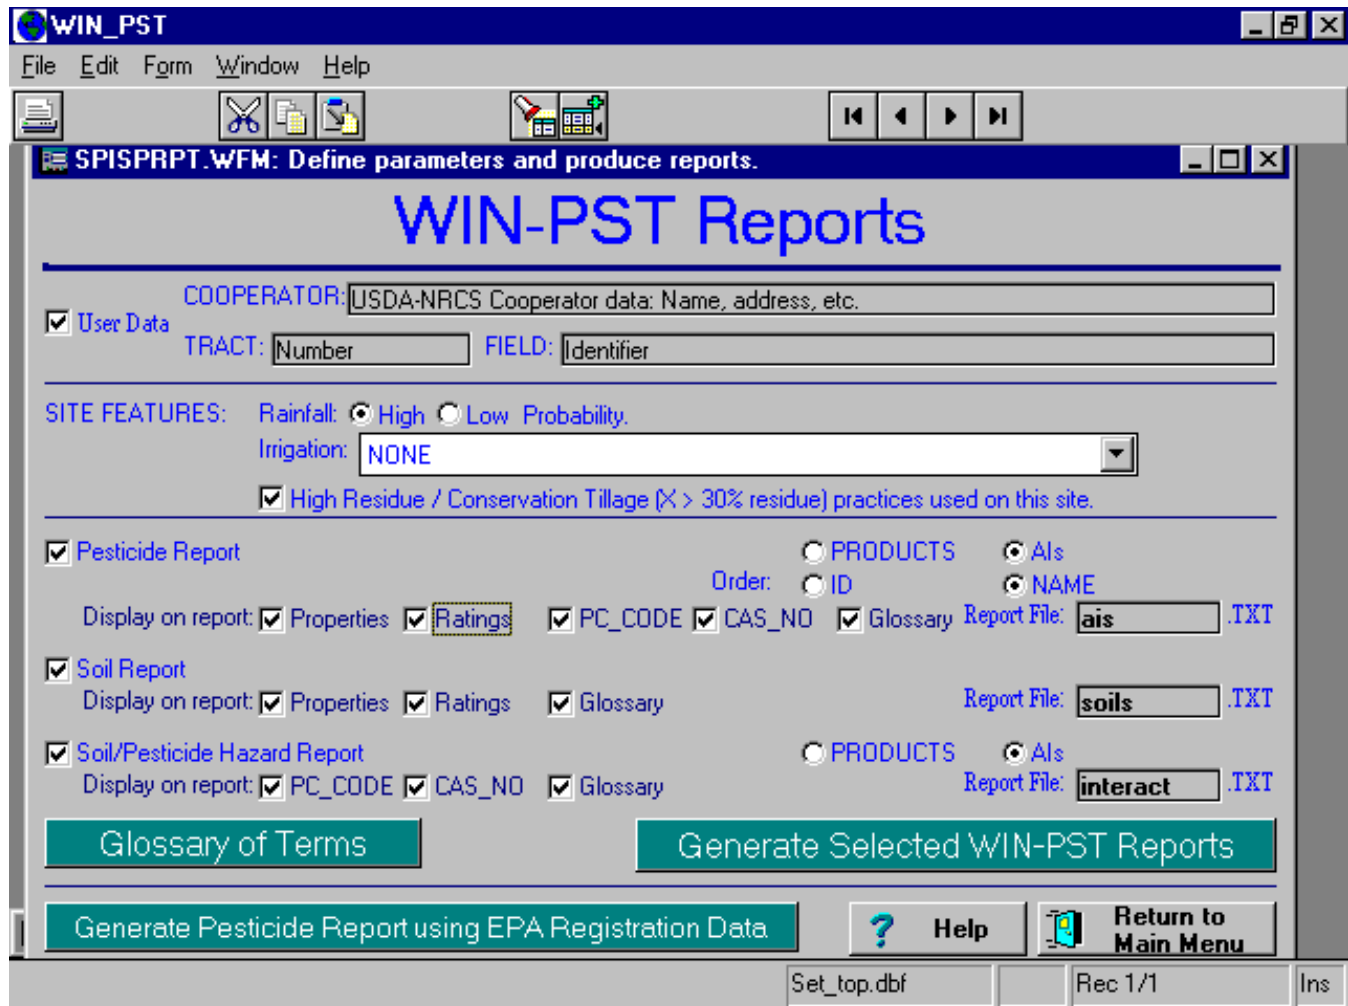 WIN_PST
File Edit Form Window Help
SPISPRPT.WFM: Define parameters and produce reports.
WIN-PST Reports
COOPERATOR: USDA-NRCS Cooperator data: Name, address, etc.
User Data
TRACT: Number FIELD: Identifier
SITE FEATURES: Rainfall: High Low Probability.
Irrigation: NONE
High Residue / Conservation Tillage (X > 30% residue) practices used on this site.
Pesticide Report PRODUCTS AIs
Order: ID NAME
Display on report: Properties Ratings PC_CODE CAS_NO Glossary Report File: ais .TXT
Soil Report
Display on report: Properties Ratings Glossary Report File: soils .TXT
Soil/Pesticide Hazard Report PRODUCTS AIs
Display on report: PC_CODE CAS_NO Glossary Report File: interact .TXT
Glossary of Terms Generate Selected WIN-PST Reports
Generate Pesticide Report using EPA Registration Data ? Help Return to
Main Menu
Set_top.dbf Rec 1/1 Ins